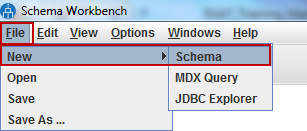 Schema Workbench
File Edit View Options Windows Help
New Schema
Open MDX Query
Save JDBC Explorer
Save As ...